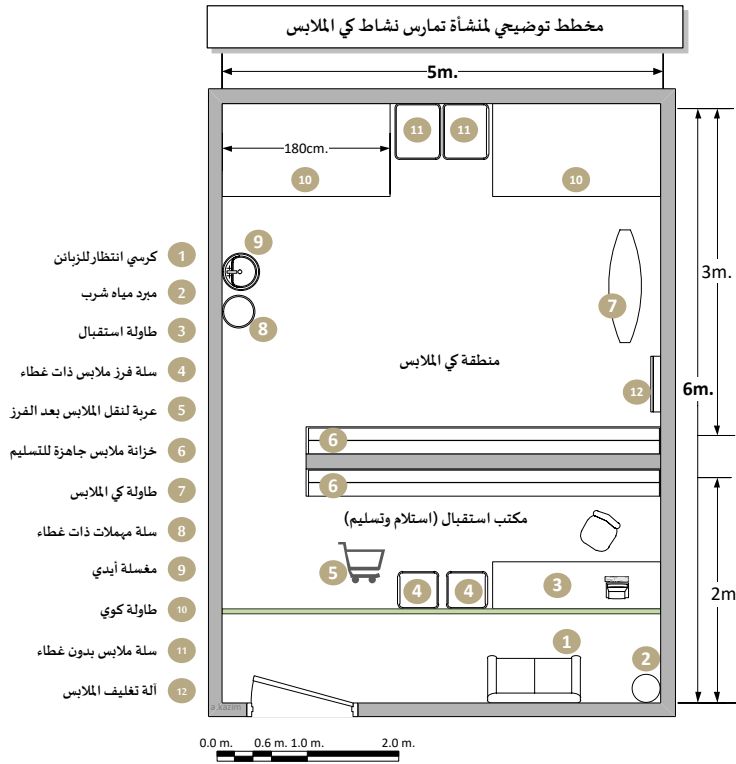 مخطط توضيحي لمنشأة تمارس نشاط كي الملابس
5m.
11
11
180cm.
10
10
9
8
7
3m.
12
6m.
منطقة كي الملابس
6
6
مكتب استقبال (استلام وتسليم)
5
4
4
3
2m
1
2
كرسي انتظار للزبائن 1
مبرد مياه شرب 2
طاولة استقبال 3
سلة فرز ملابس ذات غطاء 4
عربة لنقل الملابس بعد الفرز 5
خزانة ملابس جاهزة للتسليم 6
طاولة كي الملابس 7
سلة مهملات ذات غطاء 8
مغسلة أيدي 9
طاولة كوي 10
سلة ملابس بدون غطاء 11
آلة تغليف الملابس 12
a.kazim
0.0 m. 0.6 m. 1.0 m. 2.0 m.